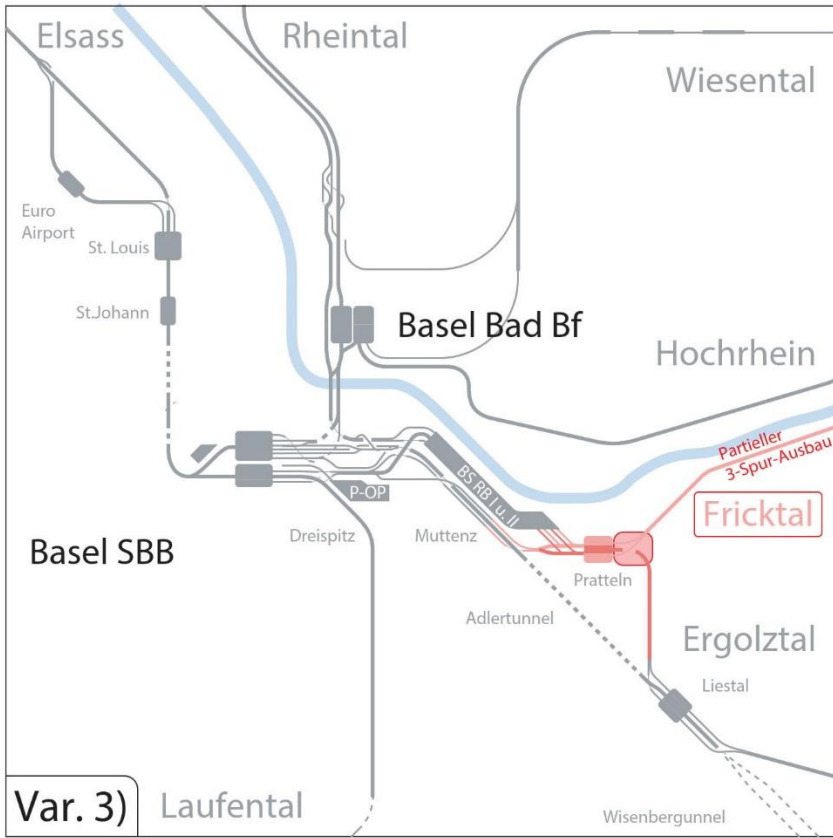 Elsass
Rheintal
Wiesental
Euro
Airport
St. Louis
St.Johann
Basel Bad Bf
Hochrhein
Partieller
3-Spur-Ausbau
BS RB I u. II
P-OP
Fricktal
Dreispitz
Muttenz
Basel SBB
Pratteln
Adlertunnel
Ergolztal
Liestal
Var. 3)
Laufental
Wisenbergunnel